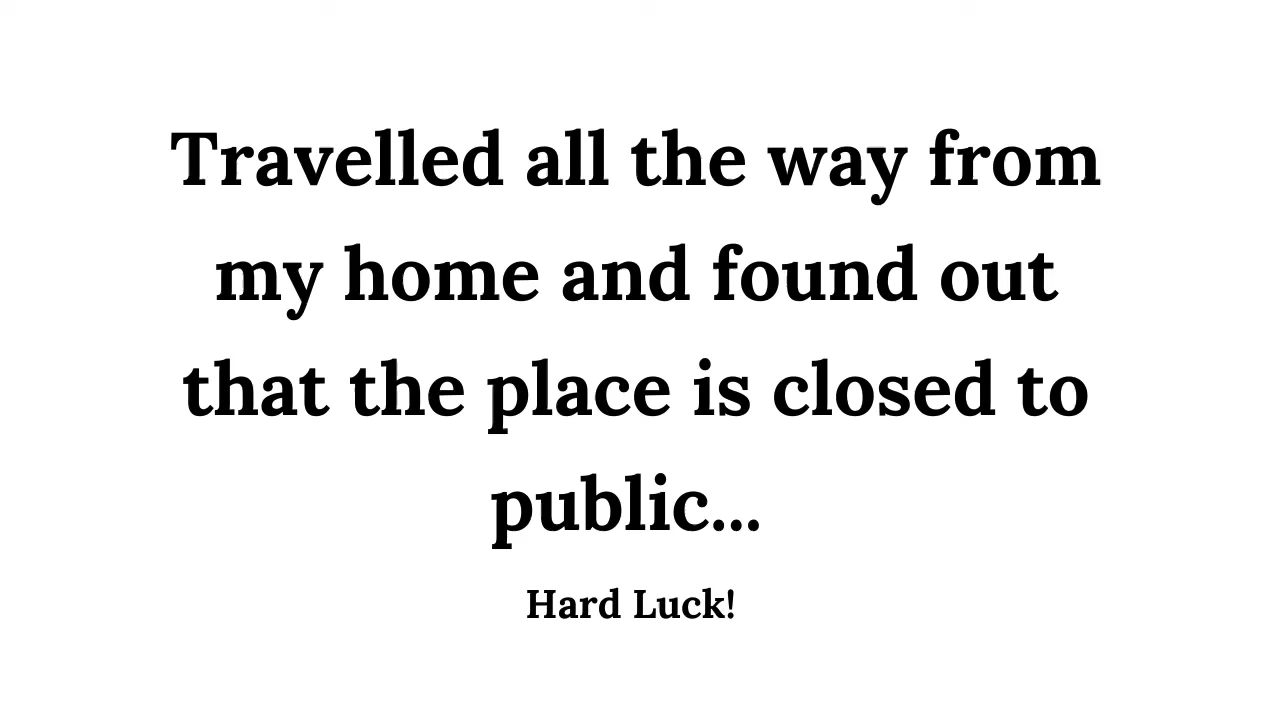 Travelled all the way from
my home and found out
that the place is closed to
public...
Hard Luck!